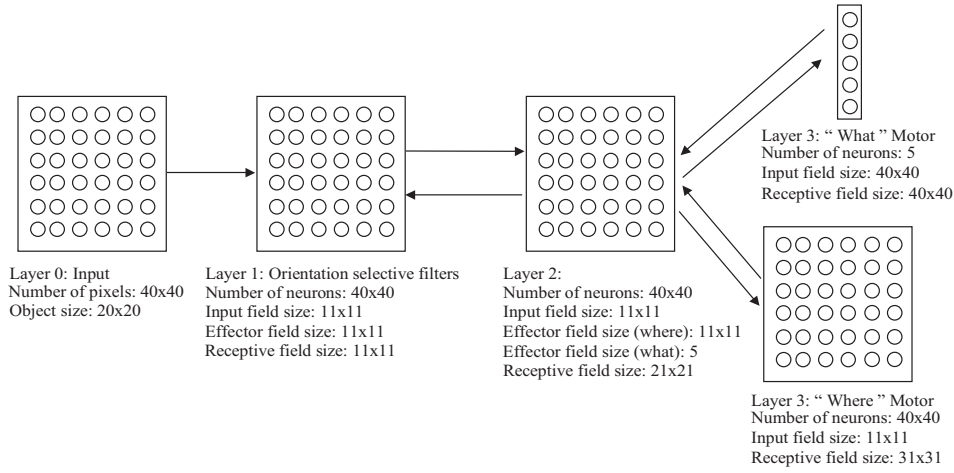 Layer 0: Input
Number of pixels: 40x40
Object size: 20x20
Layer 1: Orientation selective filters
Number of neurons: 40x40
Input field size: 11x11
Effector field size: 11x11
Receptive field size: 11x11
Layer 2:
Number of neurons: 40x40
Input field size: 11x11
Effector field size (where): 11x11
Effector field size (what): 5
Receptive field size: 21x21
Layer 3: “ What ” Motor
Number of neurons: 5
Input field size: 40x40
Receptive field size: 40x40
Layer 3: “ Where ” Motor
Number of neurons: 40x40
Input field size: 11x11
Receptive field size: 31x31